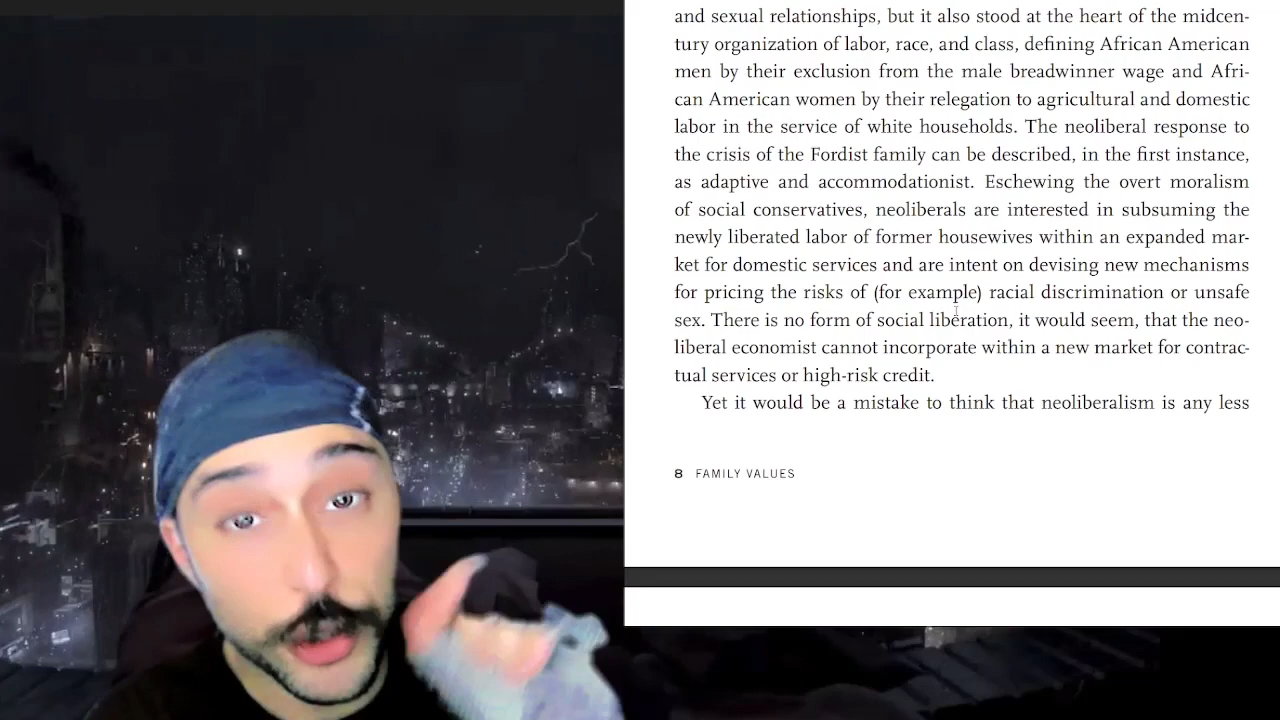 and sexual relationships, but it also stood at the heart of the midcen-
tury organization of labor, race, and class, defining African American
men by their exclusion from the male breadwinner wage and Afri-
can American women by their relegation to agricultural and domestic
labor in the service of white households. The neoliberal response to
the crisis of the Fordist family can be described, in the first instance,
as adaptive and accommodationist. Eschewing the overt moralism
of social conservatives, neoliberals are interested in subsuming the
newly liberated labor of former housewives within an expanded mar-
ket for domestic services and are intent on devising new mechanisms
for pricing the risks of (for example) racial discrimination or unsafe
sex. There is no form of social liberation, it would seem, that the neo-
liberal economist cannot incorporate within a new market for contrac-
tual services or high-risk credit.
Yet it would be a mistake to think that neoliberalism is any less
8 FAMILY VALUES